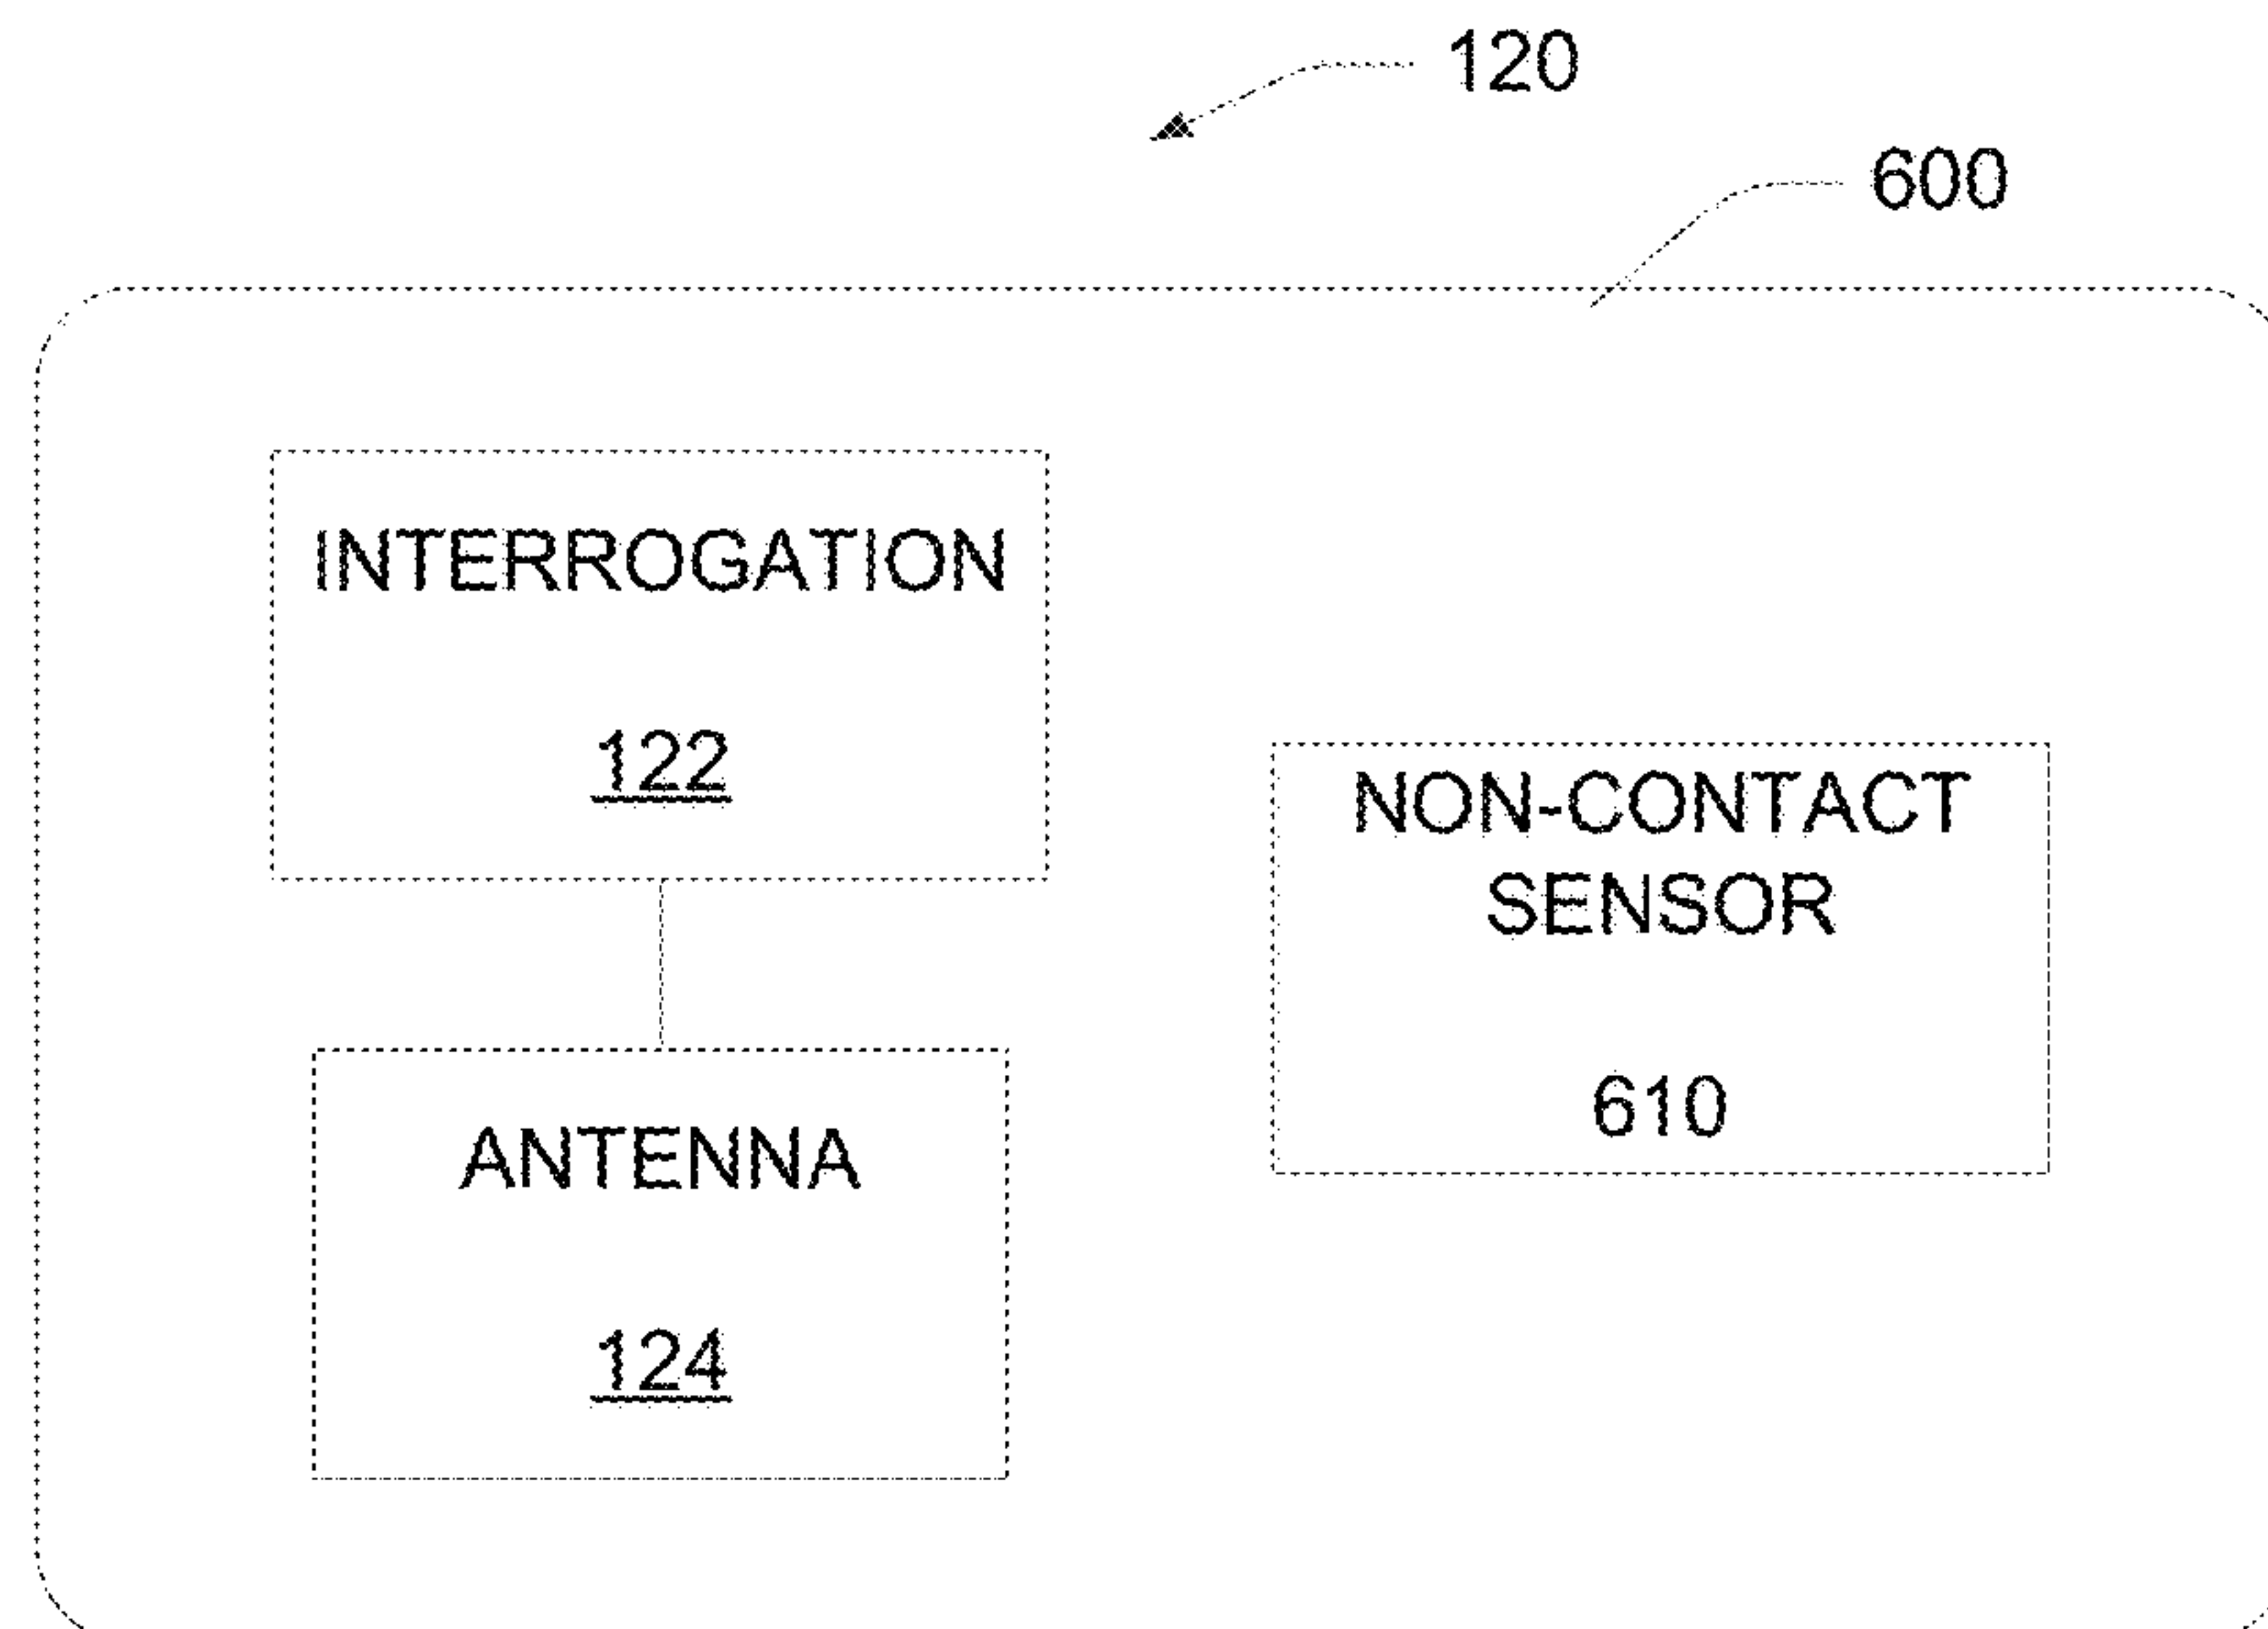 120
600
INTERROGATION
122
NON-CONTACT
SENSOR
610
ANTENNA
124